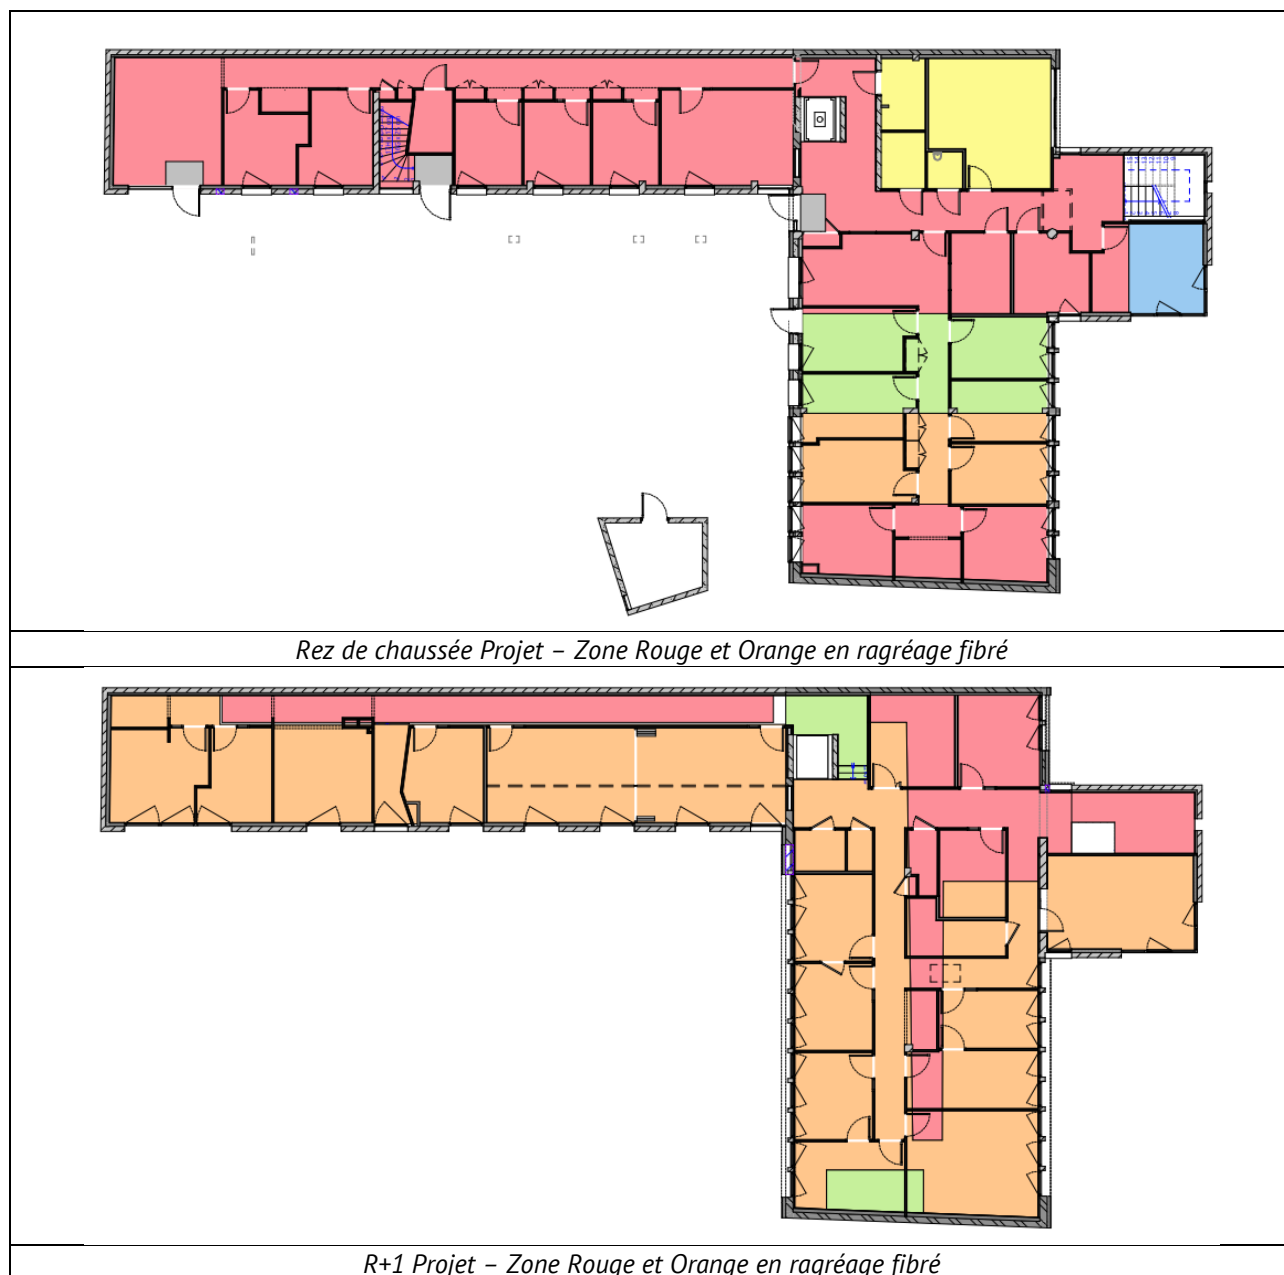 Rez de chaussée Projet – Zone Rouge et Orange en ragréage fibré
R+1 Projet – Zone Rouge et Orange en ragréage fibré